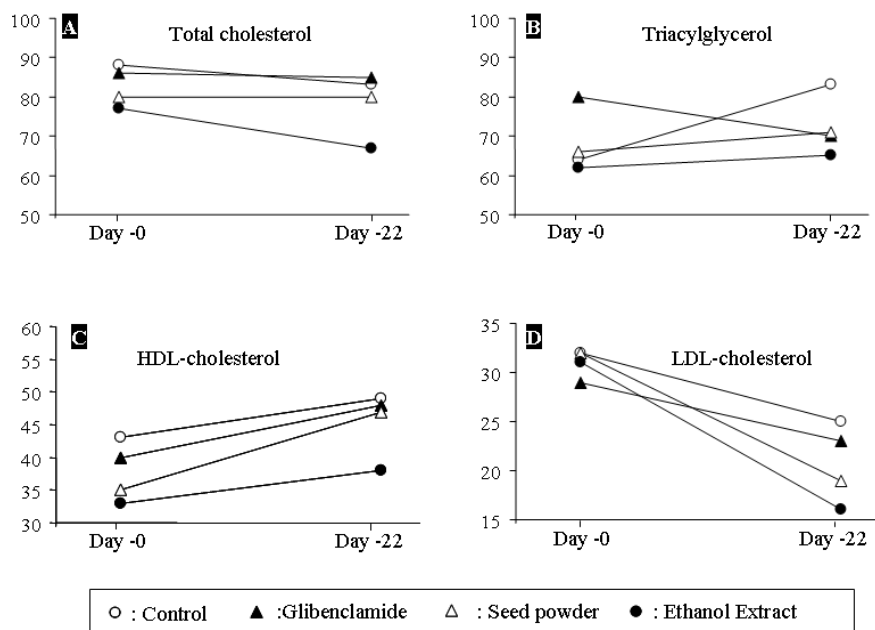 A Total cholesterol
100
90
80
70
60
50
Day -0 Day -22
B Triacylglycerol
100
90
80
70
60
50
Day -0 Day -22
C HDL-cholesterol
60
55
50
45
40
35
30
Day -0 Day -22
D LDL-cholesterol
35
30
25
20
15
Day -0 Day -22
: Control :Glibenclamide : Seed powder : Ethanol Extract